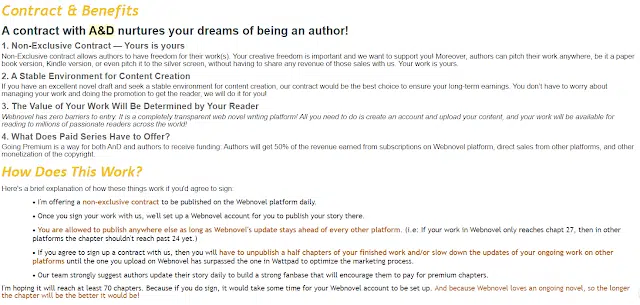 Contract & Benefits
A contract with A&D nurtures your dreams of being an author!
1. Non-Exclusive Contract — Yours is yours
Non-Exclusive contract allows authors to have freedom for their work(s). Your creative freedom is important and we want to support you! Moreover, authors can pitch their work anywhere, be it a paper
book version, Kindle version, or even pitch it to the silver screen, without having to share any revenue of those sales with us. Your work is yours.
2. A Stable Environment for Content Creation
If you have an excellent novel draft and seek a stable environment for content creation, our contract would be the best choice to ensure your long-term earnings. You don't have to worry about
managing your work and doing the promotion to get the reader, we will do it for you!
3. The Value of Your Work Will Be Determined by Your Reader
Webnovel has zero barriers to entry. It is a completely transparent web novel writing platform! All you need to do is create an account and upload your content, and your work will be available for
reading to millions of passionate readers across the world!
4. What Does Paid Series Have to Offer?
Going Premium is a way for both AnD and authors to receive funding. Authors will get 50% of the revenue earned from subscriptions on Webnovel platform, direct sales from other platforms, and other
monetization of the copyright.
How Does This Work?
Here's a brief explanation of how these things work if you'd agree to sign:
• I'm offering a non-exclusive contract to be published on the Webnovel platform daily.
• Once you sign your work with us, we'll set up a Webnovel account for you to publish your story there.
• You are allowed to publish anywhere else as long as Webnovel's update stays ahead of every other platform. (i.e: If your work in Webnovel only reaches chapt 27, then in other
platforms the chapter shouldn't reach past 24 yet.)
• If you agree to sign up a contract with us, then you will have to unpublish a half chapters of your finished work and/or slow down the updates of your ongoing work on other
platforms until the one you upload on Webnovel has surpassed the one in Wattpad to optimize the marketing process.
• Our team strongly suggest authors update their story daily to build a strong fanbase that will encourage them to pay for premium chapters.
I'm hoping it will reach at least 70 chapters. Because if you do sign, it would take some time for your Webnovel account to be set up. And because Webnovel loves an ongoing novel, so the longer
the chapter will be the better it would be!